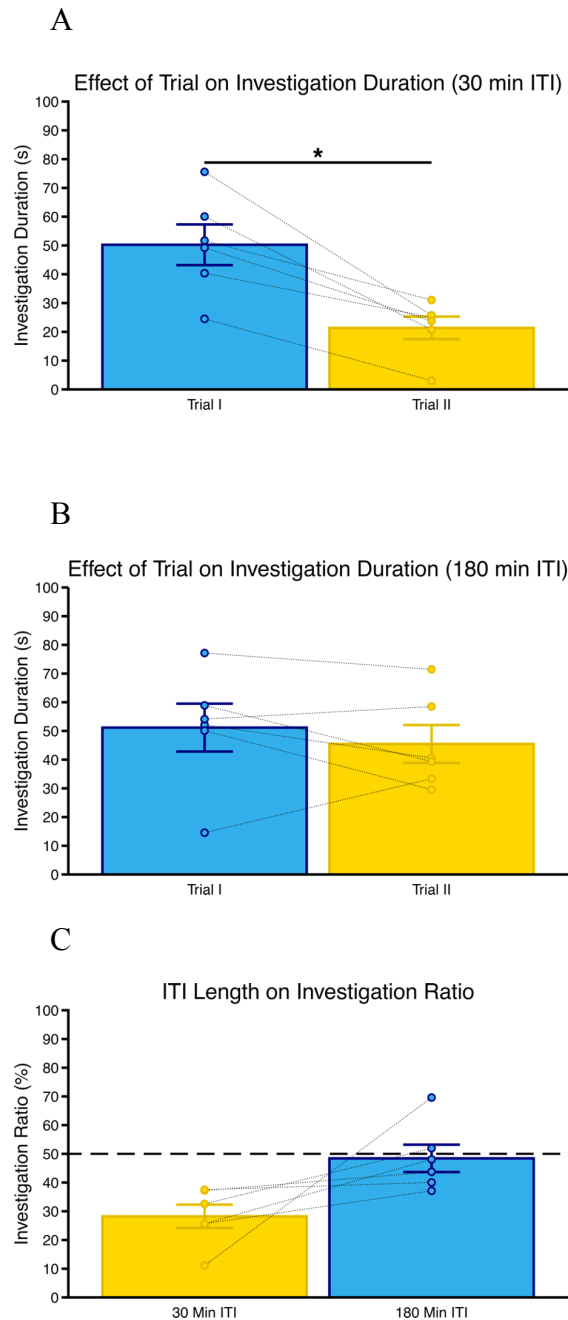 A
Effect of Trial on Investigation Duration (30 min ITI)
Investigation Duration (s)
100
90
80
70
60
50
40
30
20
10
0
*
Trial I
Trial II
B
Effect of Trial on Investigation Duration (180 min ITI)
Investigation Duration (s)
100
90
80
70
60
50
40
30
20
10
0
Trial I
Trial II
C
ITI Length on Investigation Ratio
Investigation Ratio (%)
100
90
80
70
60
50
40
30
20
10
0
30 Min ITI
180 Min ITI